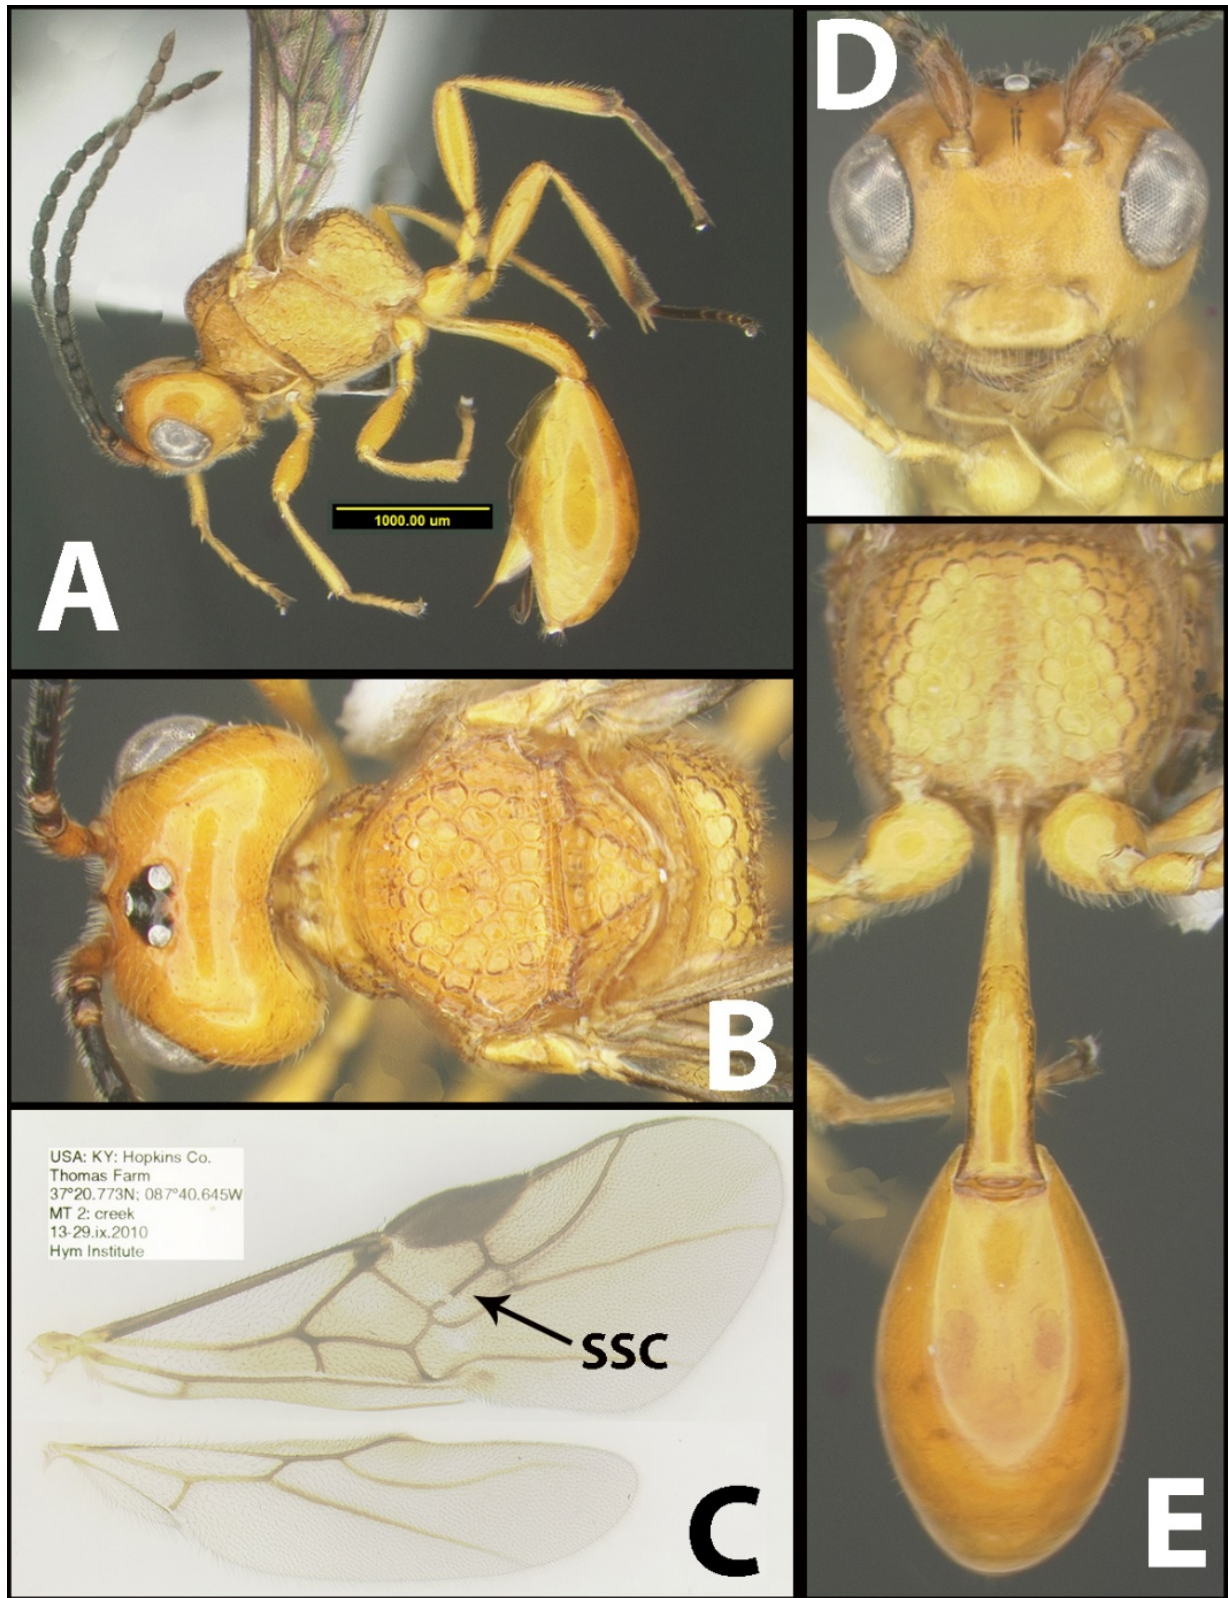 A
1000.00 um
D
B
USA: KY: Hopkins Co.
Thomas Farm
37°20.773N; 087°40.645W
MT 2: creek
13-29.ix.2010
Hym Institute
SSC
C
E